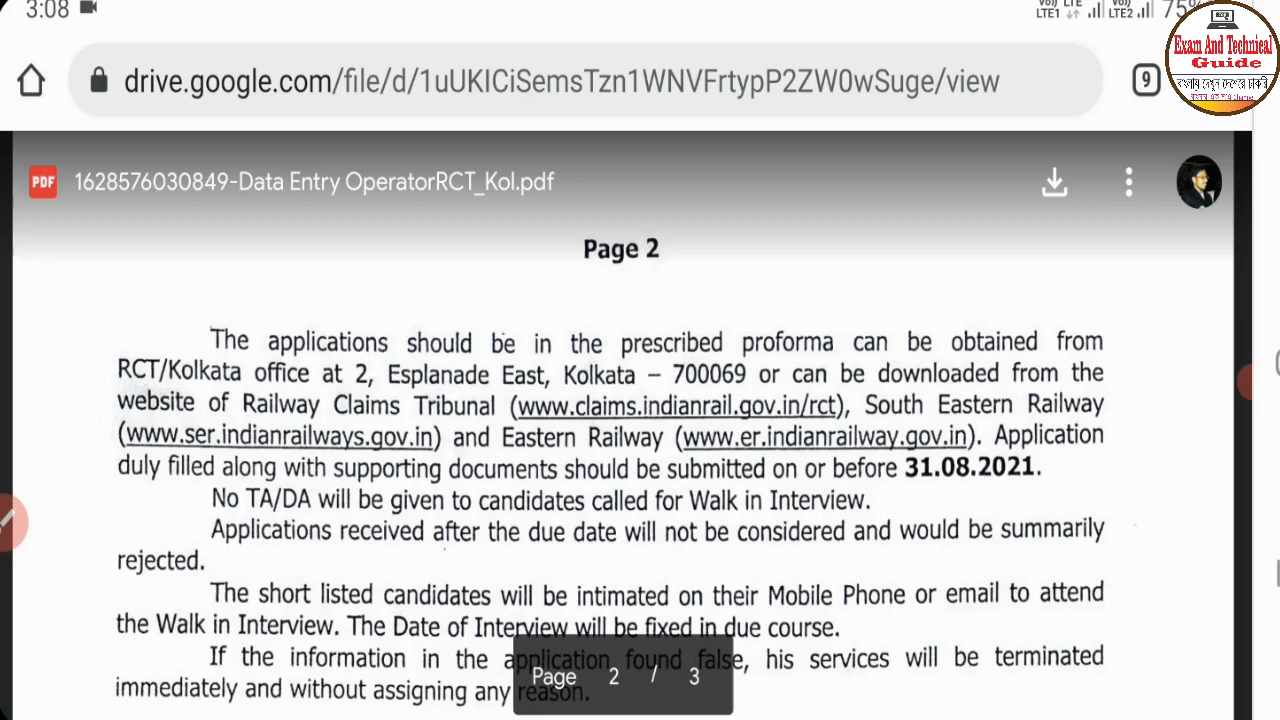 3:08
Vo) LTE
LTE1
Vo)
LTE2
75%
drive.google.com/file/d/1uUKICiSemsTzn1WNVFrtypP2ZW0wSuge/view
9
Exam And Technical
Guide
PDF
1628576030849-Data Entry OperatorRCT_Kol.pdf
Page 2
The applications should be in the prescribed proforma can be obtained from
RCT/Kolkata office at 2, Esplanade East, Kolkata – 700069 or can be downloaded from the
website of Railway Claims Tribunal (www.claims.indianrail.gov.in/rct), South Eastern Railway
(www.ser.indianrailways.gov.in) and Eastern Railway (www.er.indianrailway.gov.in). Application
duly filled along with supporting documents should be submitted on or before 31.08.2021.
No TA/DA will be given to candidates called for Walk in Interview.
Applications received after the due date will not be considered and would be summarily
rejected.
The short listed candidates will be intimated on their Mobile Phone or email to attend
the Walk in Interview. The Date of Interview will be fixed in due course.
If the information in the application found false, his services will be terminated
immediately and without assigning any reason.
Page 2 / 3